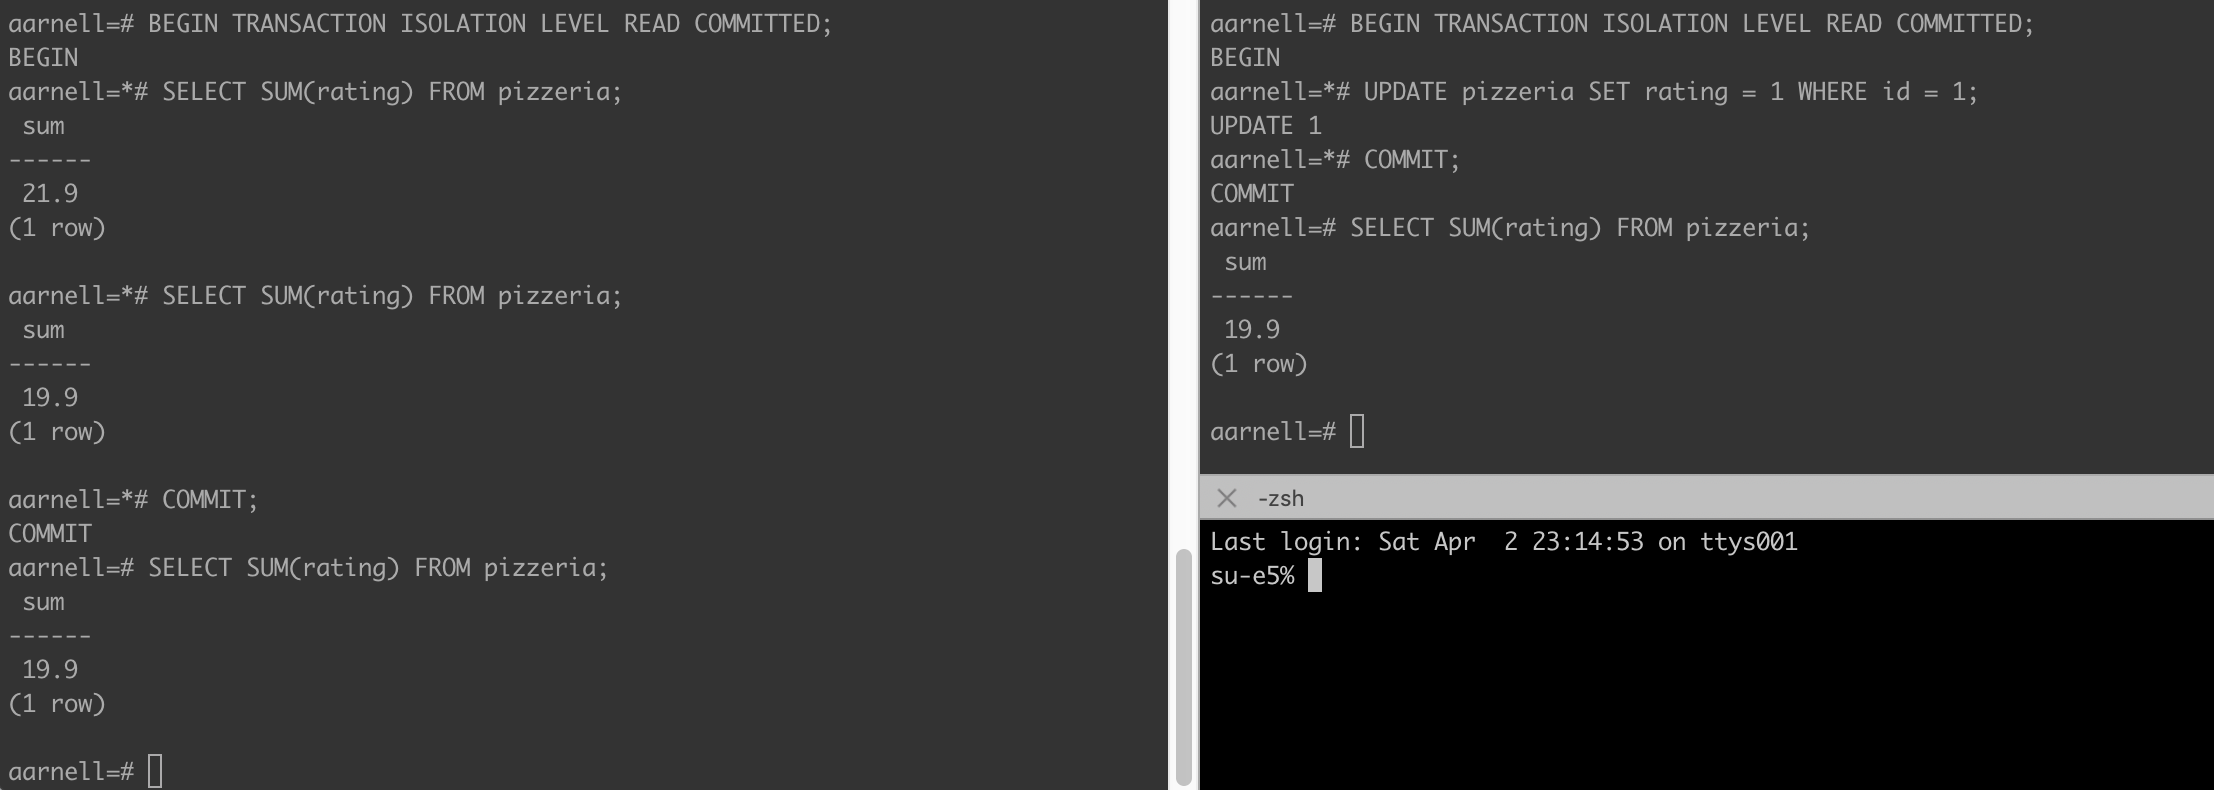 aarnell=# BEGIN TRANSACTION ISOLATION LEVEL READ COMMITTED;
BEGIN
aarnell=*# SELECT SUM(rating) FROM pizzeria;
 sum
------
 21.9
(1 row)

aarnell=*# SELECT SUM(rating) FROM pizzeria;
 sum
------
 19.9
(1 row)

aarnell=*# COMMIT;
COMMIT
aarnell=# SELECT SUM(rating) FROM pizzeria;
 sum
------
 19.9
(1 row)

aarnell=#
aarnell=# BEGIN TRANSACTION ISOLATION LEVEL READ COMMITTED;
BEGIN
aarnell=*# UPDATE pizzeria SET rating = 1 WHERE id = 1;
UPDATE 1
aarnell=*# COMMIT;
COMMIT
aarnell=# SELECT SUM(rating) FROM pizzeria;
 sum
------
 19.9
(1 row)

aarnell=#
-zsh
Last login: Sat Apr  2 23:14:53 on ttys001
su-e5%